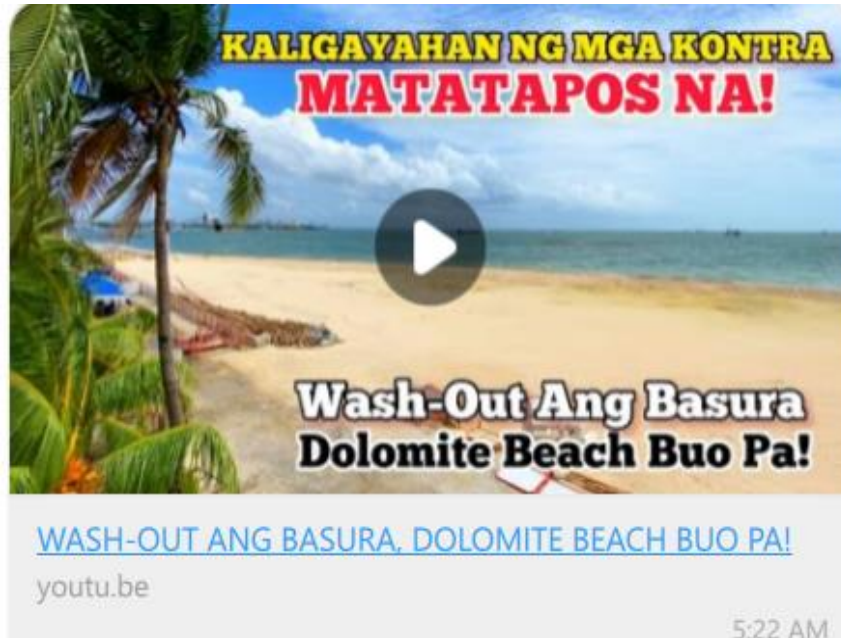 KALIGAYAHAN NG MGA KONTRA
MATATAPOS NA!
Wash-Out Ang Basura
Dolomite Beach Buo Pa!
WASH-OUT ANG BASURA, DOLOMITE BEACH BUO PA!
youtu.be
5:22 AM